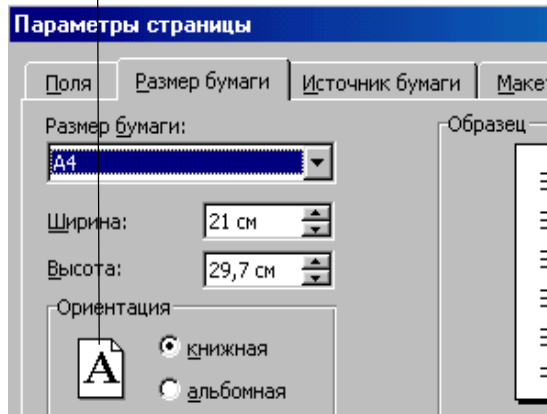 Параметры страницы
Поля Размер бумаги Источник бумаги
Размер бумаги: Образец
A4
Ширина: 21 см
Высота: 29,7 см
Ориентация
A книжная
альбомная